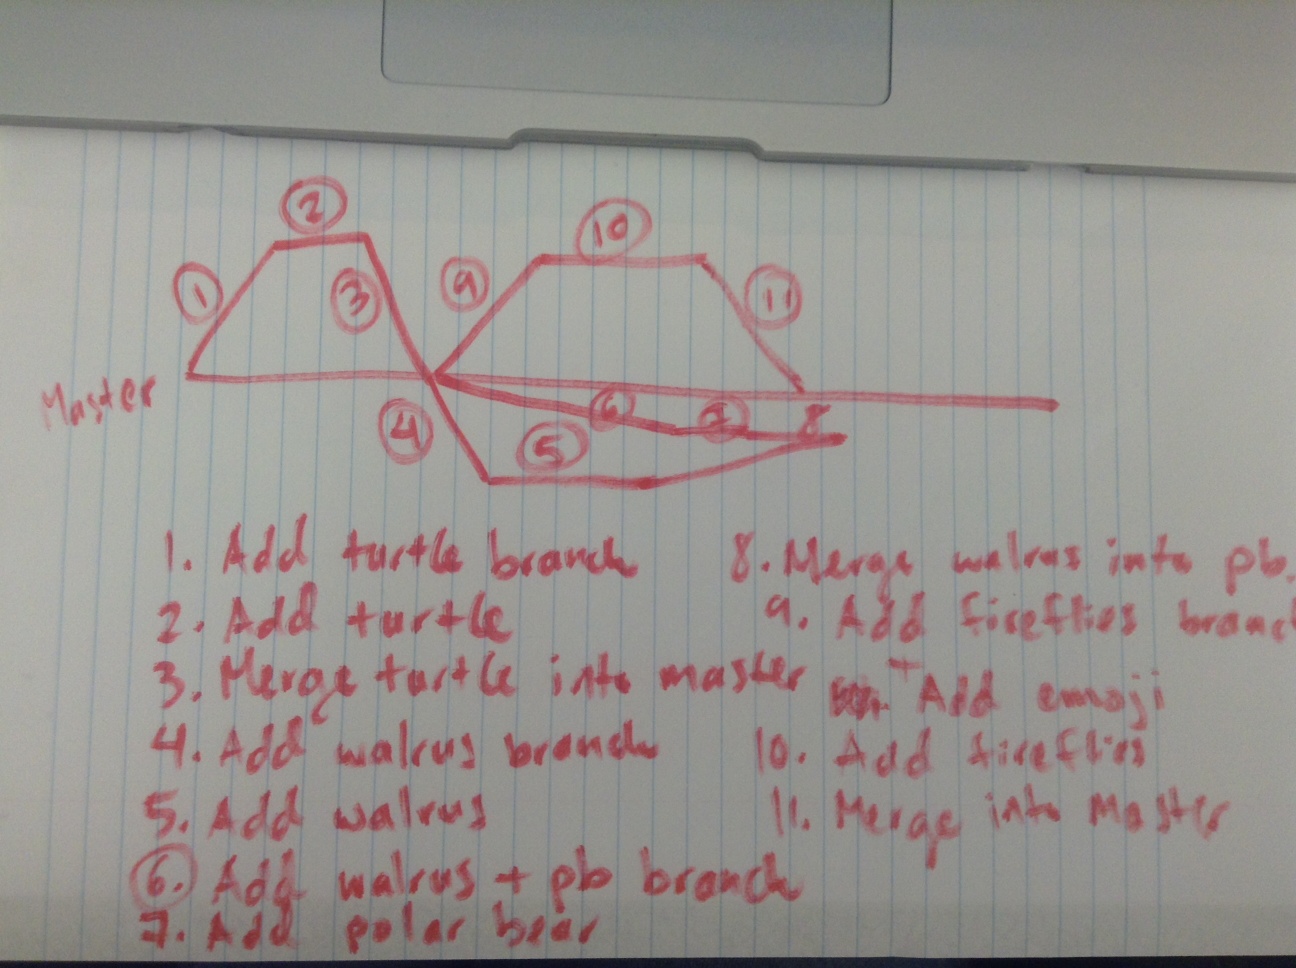 Master
1
2
3
4
9
5
10
6
7
11
8
1. Add turtle branch
2. Add turtle
3. Merge turtle into master
4. Add walrus branch
5. Add walrus
6. Add walrus + pb branch
7. Add polar bear
8. Merge walrus into pb.
9. Add fireflies branch
+ Add emoji
10. Add fireflies
11. Merge into Master